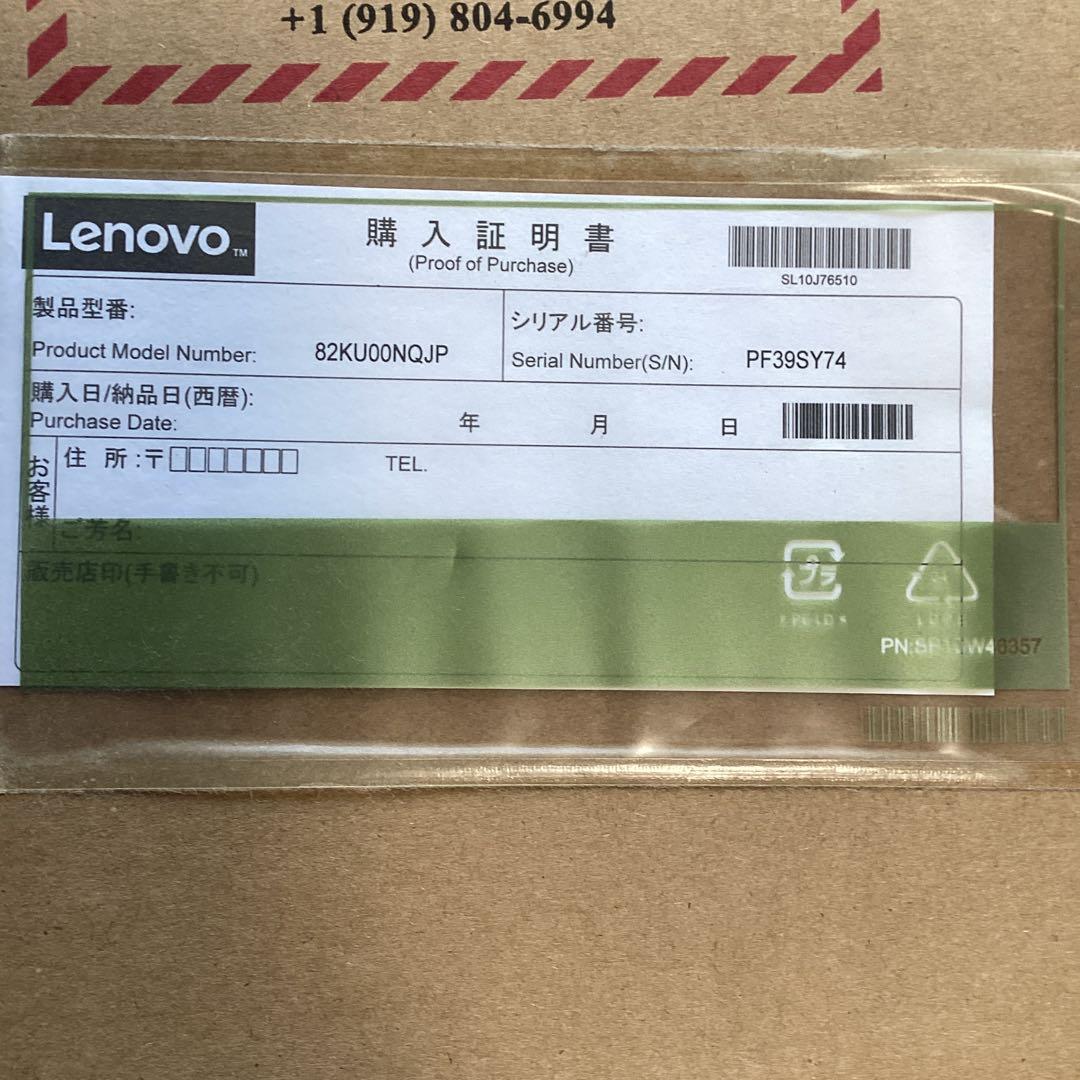 +1 (919) 804-6994
Lenovo™
購入証明書
(Proof of Purchase)
SL10J76510
製品型番:
Product Model Number: 82KU00NQJP
シリアル番号:
Serial Number(S/N): PF39SY74
購入日/納品日(西暦):
Purchase Date: 年 月 日
お客様
住 所:〒 TEL.
ご芳名:
販売店印(手書き不可)
プラ